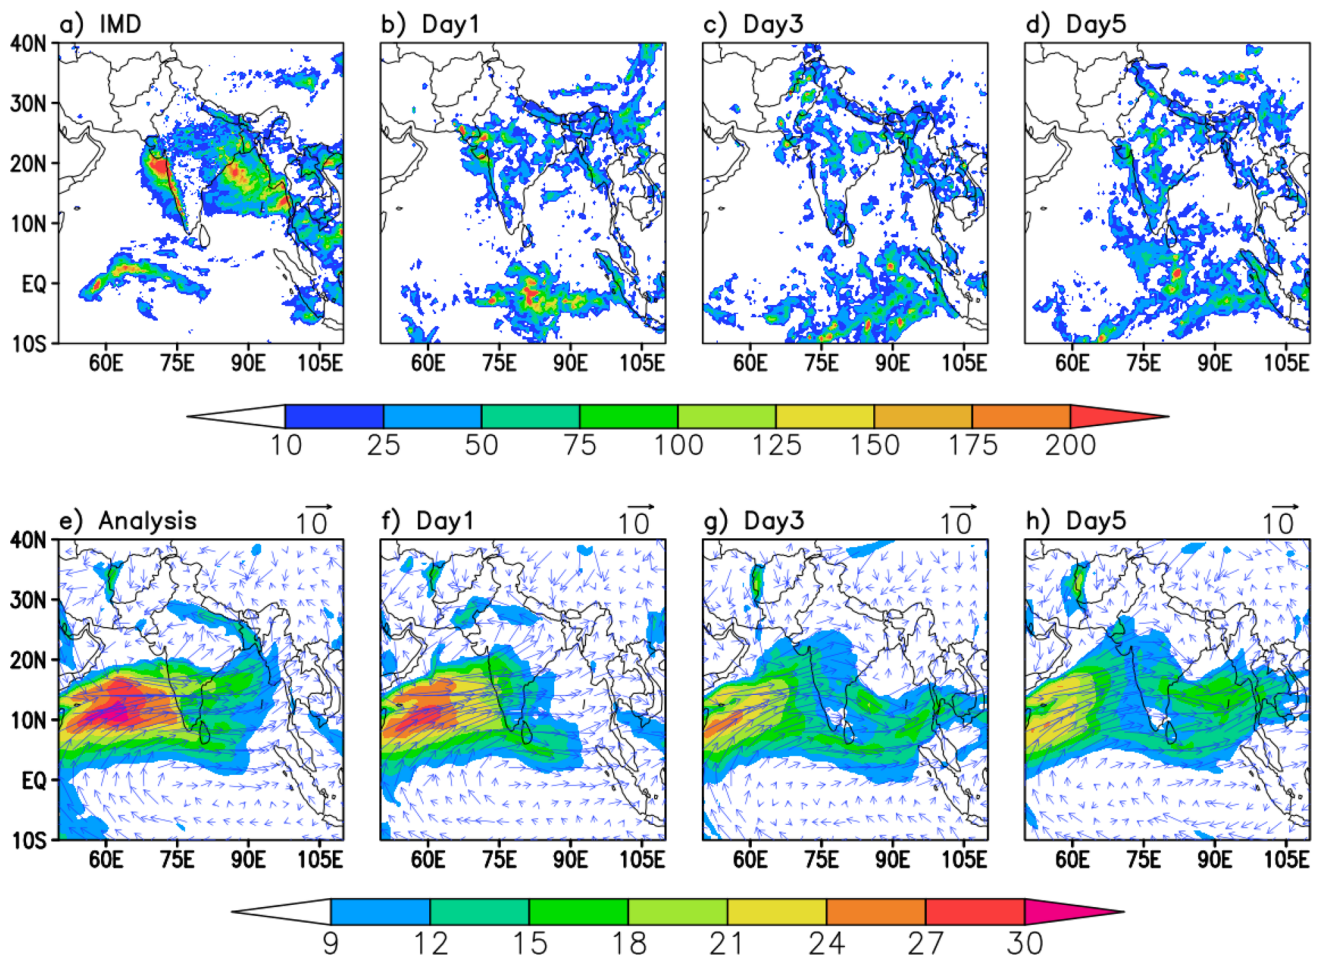 a) IMD b) Day1 c) Day3 d) Day5
40N
30N
20N
10N
EQ
10S
60E 75E 90E 105E 60E 75E 90E 105E 60E 75E 90E 105E 60E 75E 90E 105E
10 25 50 75 100 125 150 175 200
e) Analysis 10 f) Day1 10 g) Day3 10 h) Day5 10
40N
30N
20N
10N
EQ
10S
60E 75E 90E 105E 60E 75E 90E 105E 60E 75E 90E 105E 60E 75E 90E 105E
9 12 15 18 21 24 27 30